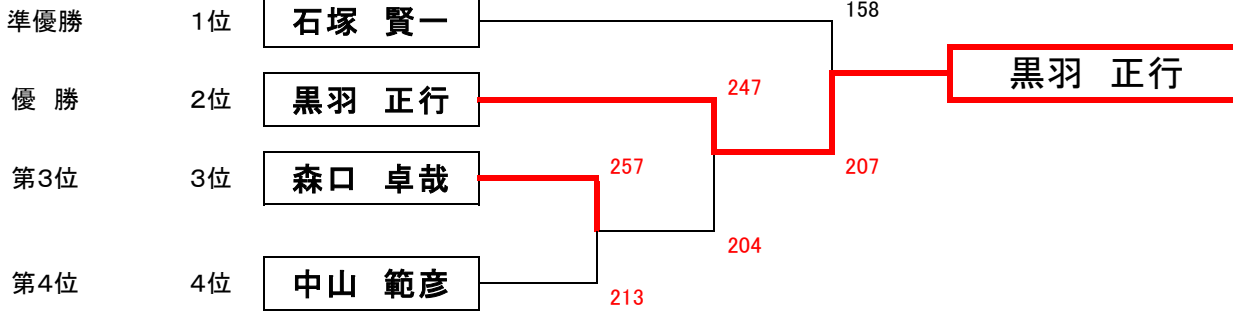 準優勝 1位 石塚 賢一 158
黒羽 正行
優 勝 2位 黒羽 正行 247
第3位 3位 森口 卓哉 257 207
204
第4位 4位 中山 範彦 213